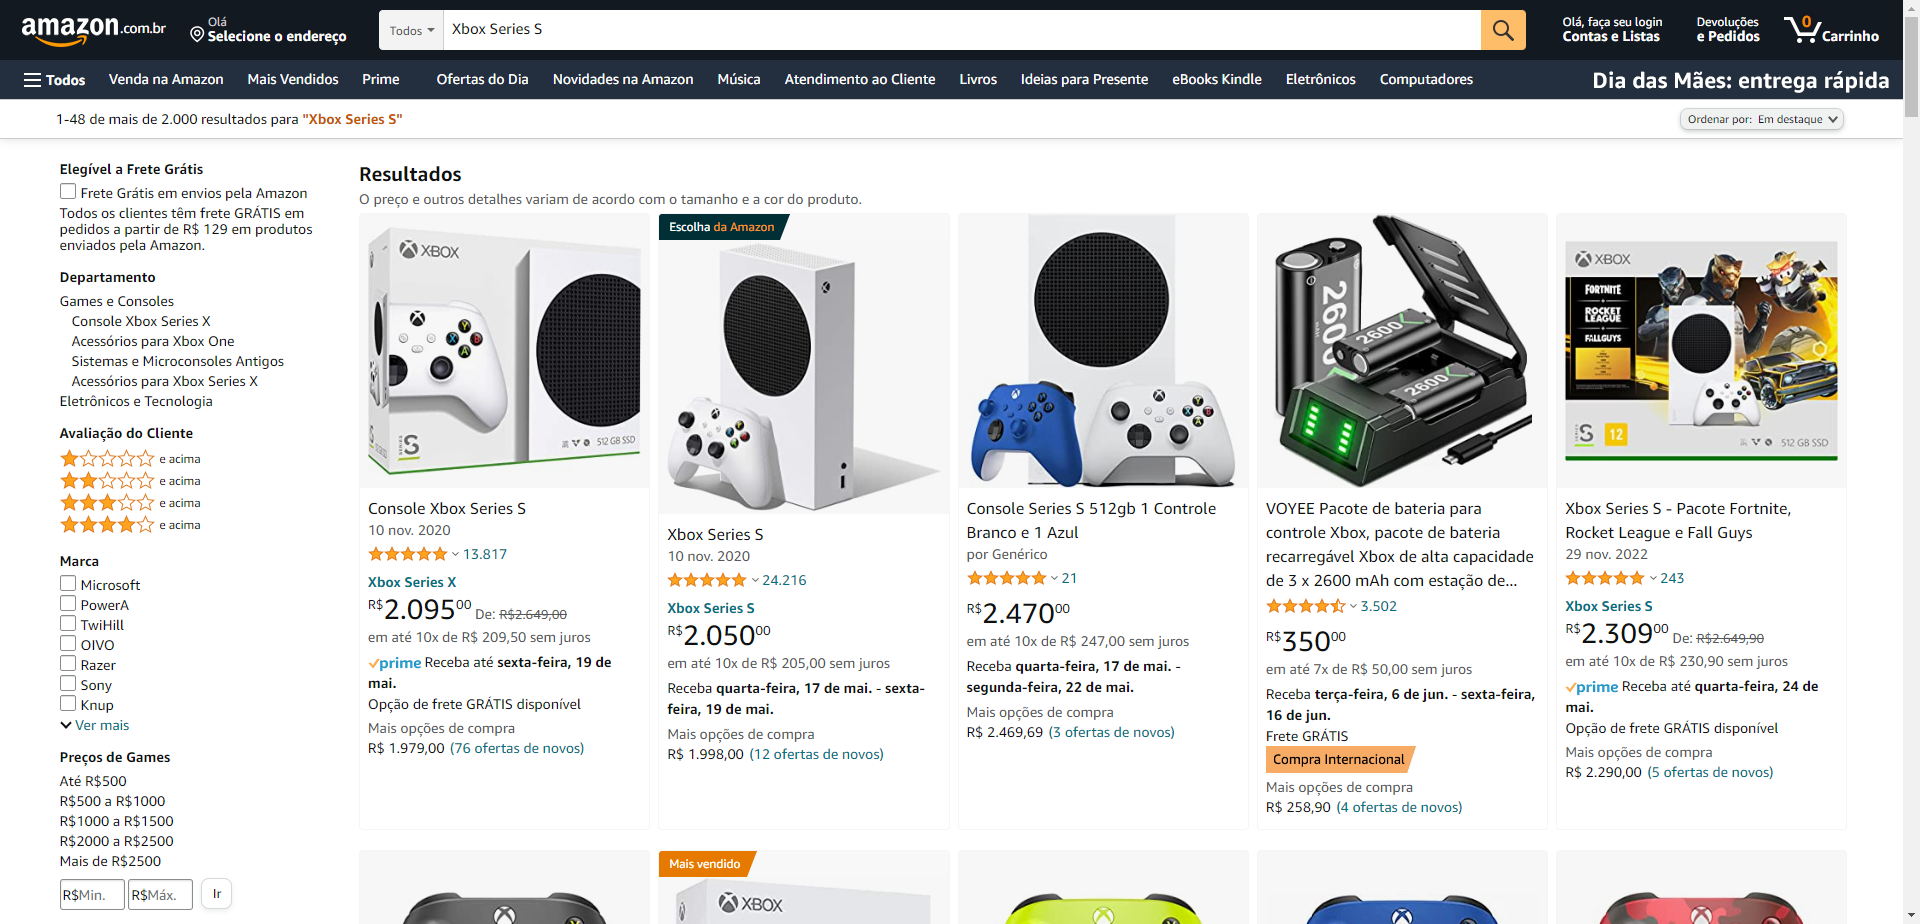 amazon.com.br
Olá
Selecione o endereço
Todos
Xbox Series S
Olá, faça seu login
Contas e Listas
Devoluções
e Pedidos
0
Carrinho
Todos
Venda na Amazon
Mais Vendidos
Prime
Ofertas do Dia
Novidades na Amazon
Música
Atendimento ao Cliente
Livros
Ideias para Presente
eBooks Kindle
Eletrônicos
Computadores
Dia das Mães: entrega rápida
1-48 de mais de 2.000 resultados para "Xbox Series S"
Ordenar por: Em destaque
Elegível a Frete Grátis
Frete Grátis em envios pela Amazon
Todos os clientes têm frete GRÁTIS em
pedidos a partir de R$ 129 em produtos
enviados pela Amazon.
Departamento
Games e Consoles
Console Xbox Series X
Acessórios para Xbox One
Sistemas e Microconsoles Antigos
Acessórios para Xbox Series X
Eletrônicos e Tecnologia
Avaliação do Cliente
e acima
e acima
e acima
e acima
Marca
Microsoft
PowerA
TwiHill
OIVO
Razer
Sony
Knup
Ver mais
Preços de Games
Até R$500
R$500 a R$1000
R$1000 a R$1500
R$2000 a R$2500
Mais de R$2500
R$Min.
R$Máx.
Ir
Resultados
O preço e outros detalhes variam de acordo com o tamanho e a cor do produto.
XBOX
X
Y
B
A
SERIES
S
512 GB SSD
Console Xbox Series S
10 nov. 2020
13.817
Xbox Series X
R$2.09500 De: R$2.649,00
em até 10x de R$ 209,50 sem juros
prime Receba até sexta-feira, 19 de
mai.
Opção de frete GRÁTIS disponível
Mais opções de compra
R$ 1.979,00 (76 ofertas de novos)
Escolha da Amazon
Xbox Series S
10 nov. 2020
24.216
Xbox Series S
R$2.05000
em até 10x de R$ 205,00 sem juros
Receba quarta-feira, 17 de mai. - sexta-
feira, 19 de mai.
Mais opções de compra
R$ 1.998,00 (12 ofertas de novos)
Console Series S 512gb 1 Controle
Branco e 1 Azul
por Genérico
21
R$2.47000
em até 10x de R$ 247,00 sem juros
Receba quarta-feira, 17 de mai. -
segunda-feira, 22 de mai.
Mais opções de compra
R$ 2.469,69 (3 ofertas de novos)
2600
2600
2600
VOYEE Pacote de bateria para
controle Xbox, pacote de bateria
recarregável Xbox de alta capacidade
de 3 x 2600 mAh com estação de...
3.502
R$35000
em até 7x de R$ 50,00 sem juros
Receba terça-feira, 6 de jun. - sexta-feira,
16 de jun.
Frete GRÁTIS
Compra Internacional
Mais opções de compra
R$ 258,90 (4 ofertas de novos)
XBOX
FORTNITE
ROCKET
LEAGUE
FALL GUYS
SERIES
S
12
512 GB SSD
Xbox Series S - Pacote Fortnite,
Rocket League e Fall Guys
29 nov. 2022
243
Xbox Series S
R$2.30900 De: R$2.649,90
em até 10x de R$ 230,90 sem juros
prime Receba até quarta-feira, 24 de
mai.
Opção de frete GRÁTIS disponível
Mais opções de compra
R$ 2.290,00 (5 ofertas de novos)
Mais vendido
XBOX